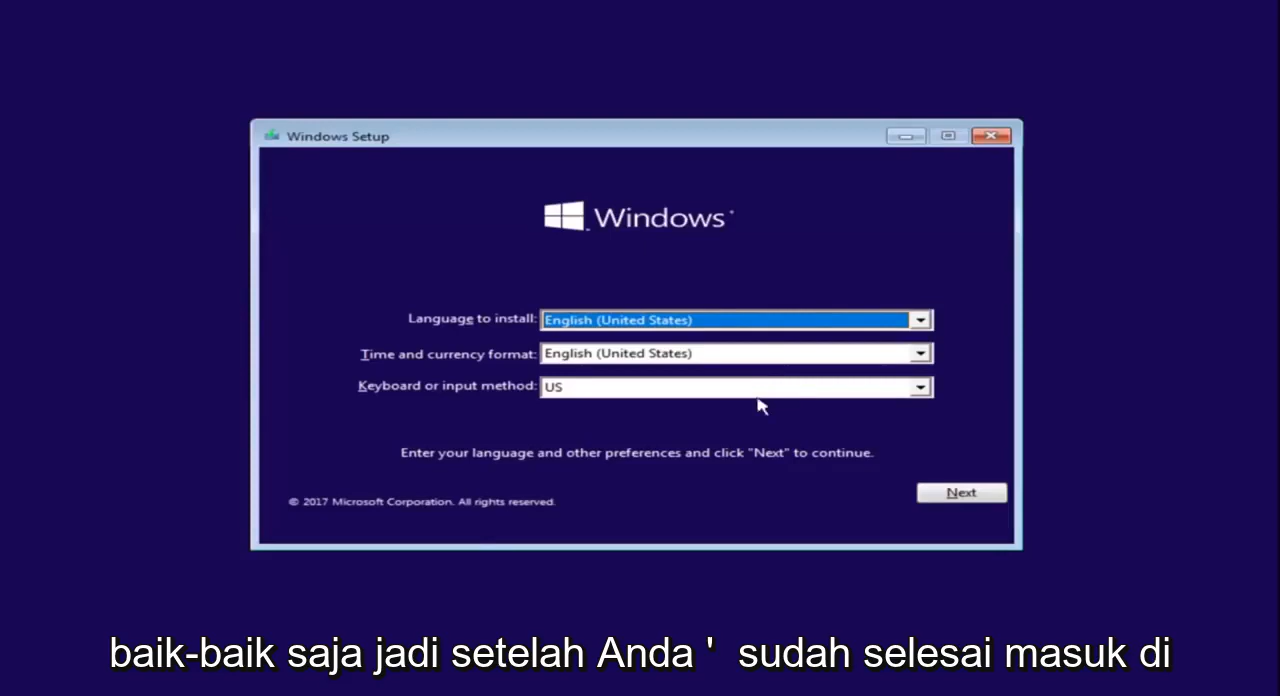 Windows Setup
Windows
Language to install: English (United States)
Time and currency format: English (United States)
Keyboard or input method: US
Enter your language and other preferences and click "Next" to continue.
© 2017 Microsoft Corporation. All rights reserved.
Next
baik-baik saja jadi setelah Anda ' sudah selesai masuk di